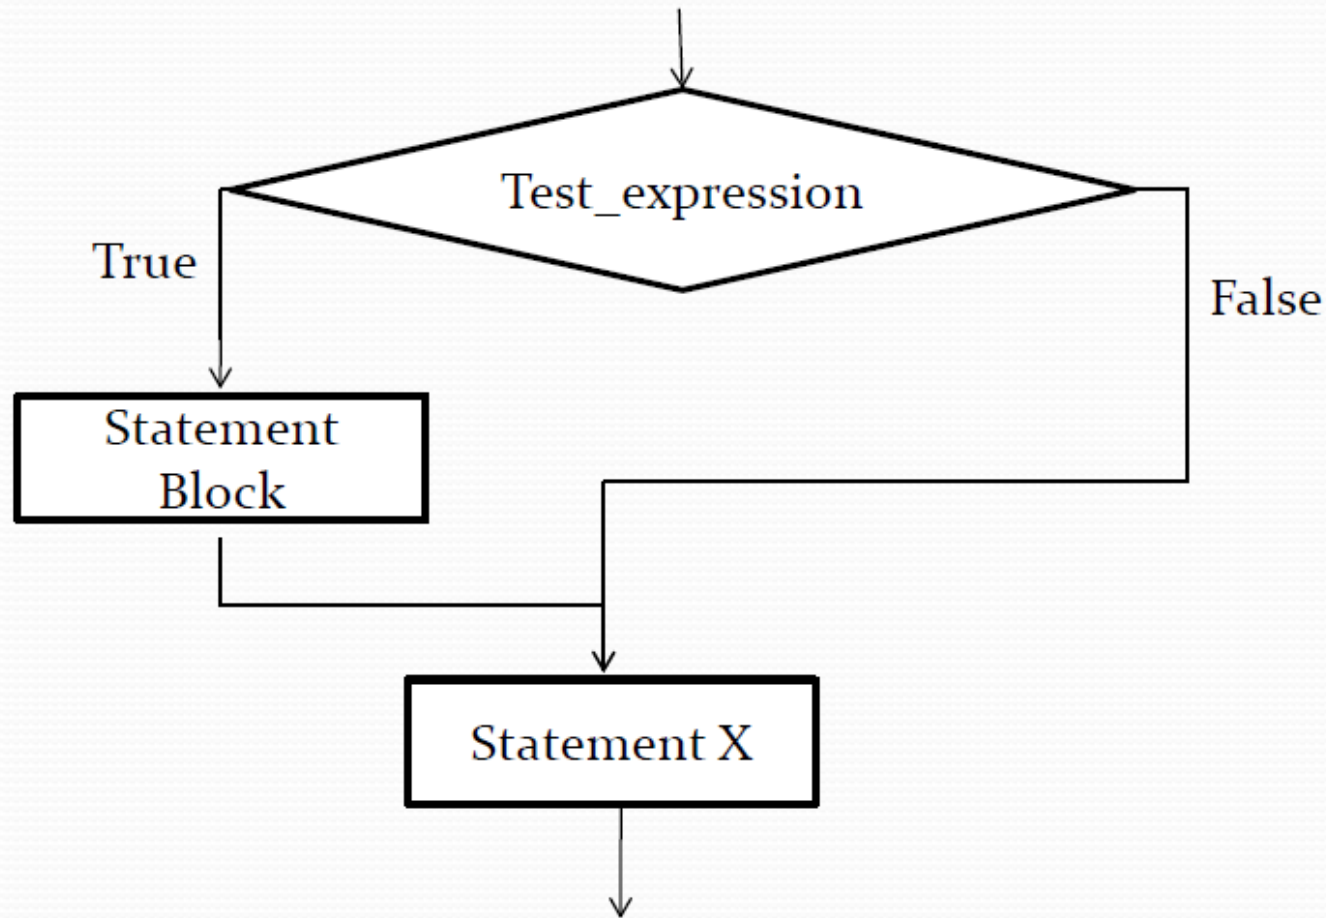 Test_expression
True
False
Statement
Block
Statement X